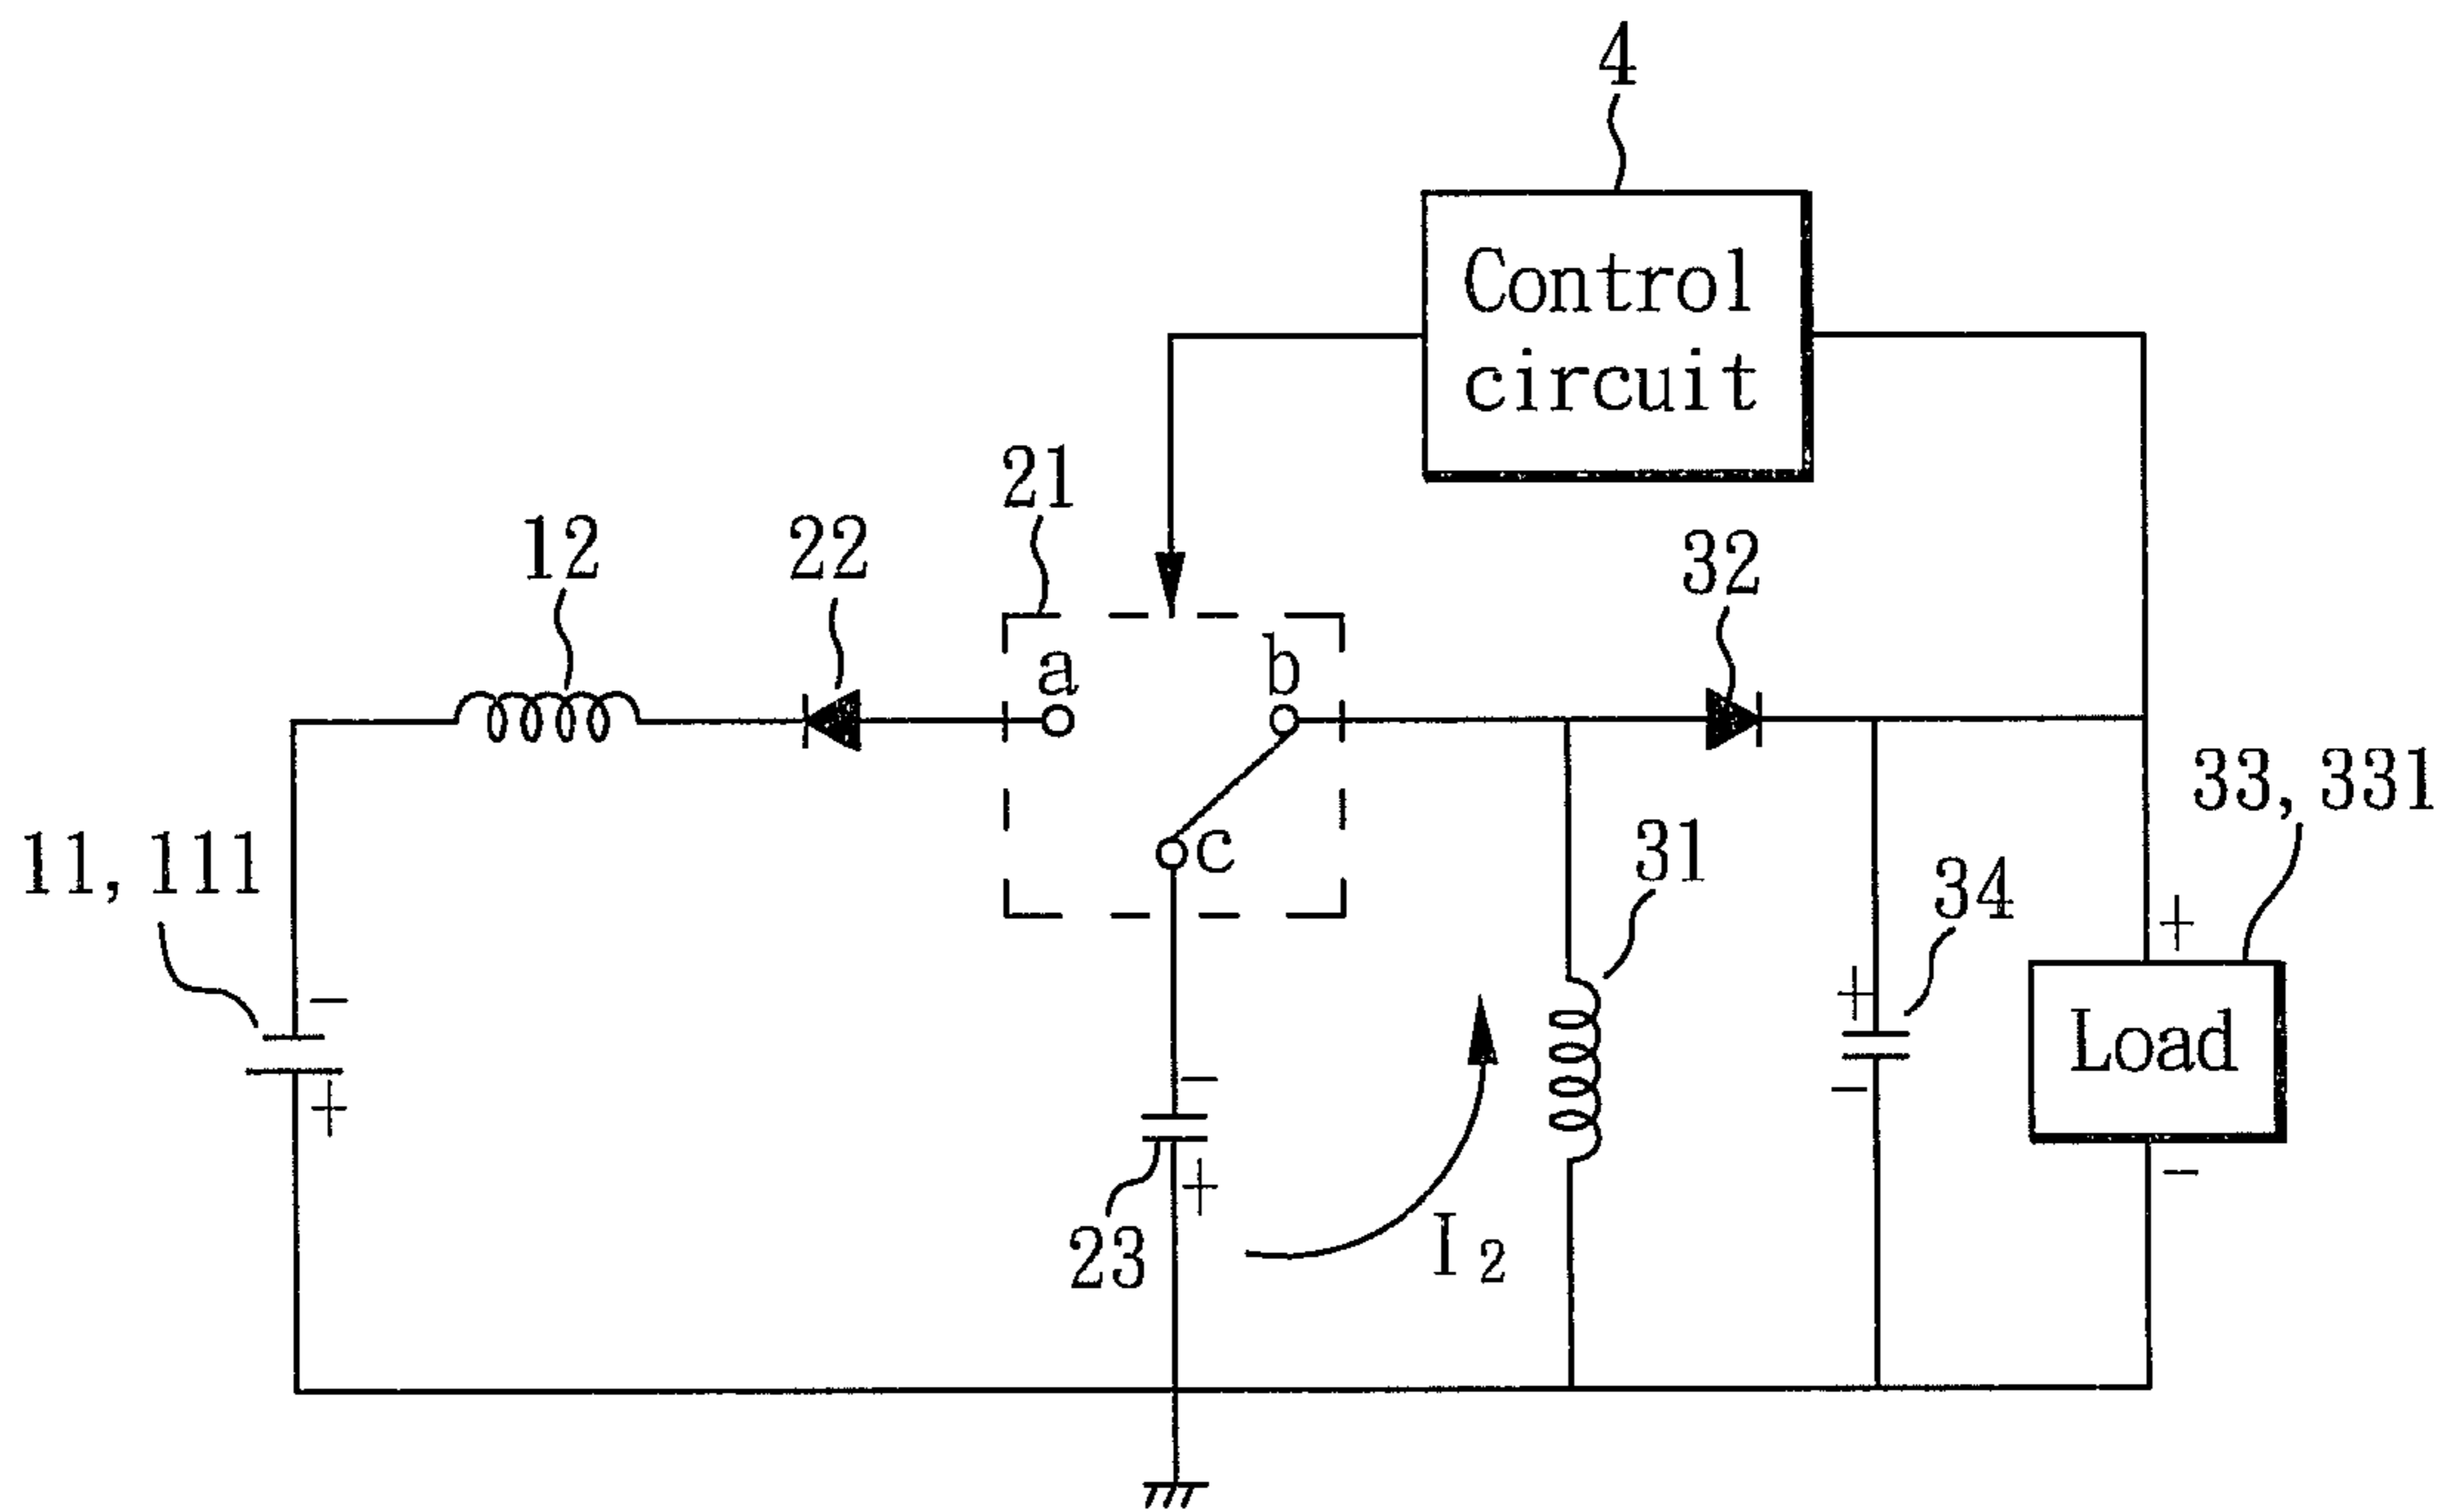 4
Control
circuit
21
12
22
32
a
b
33, 331
11, 111
c
31
34
+
+
−
Load
−
−
+
+
−
23
I2